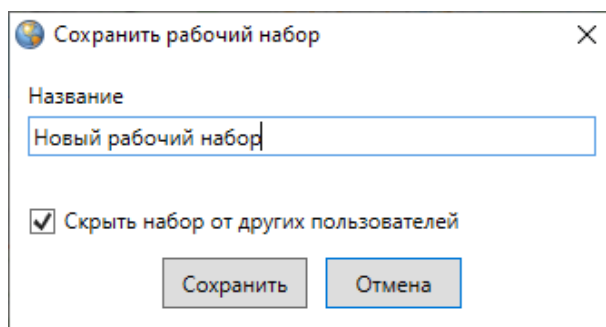 Сохранить рабочий набор
Название
Новый рабочий набор
Скрыть набор от других пользователей
Сохранить Отмена